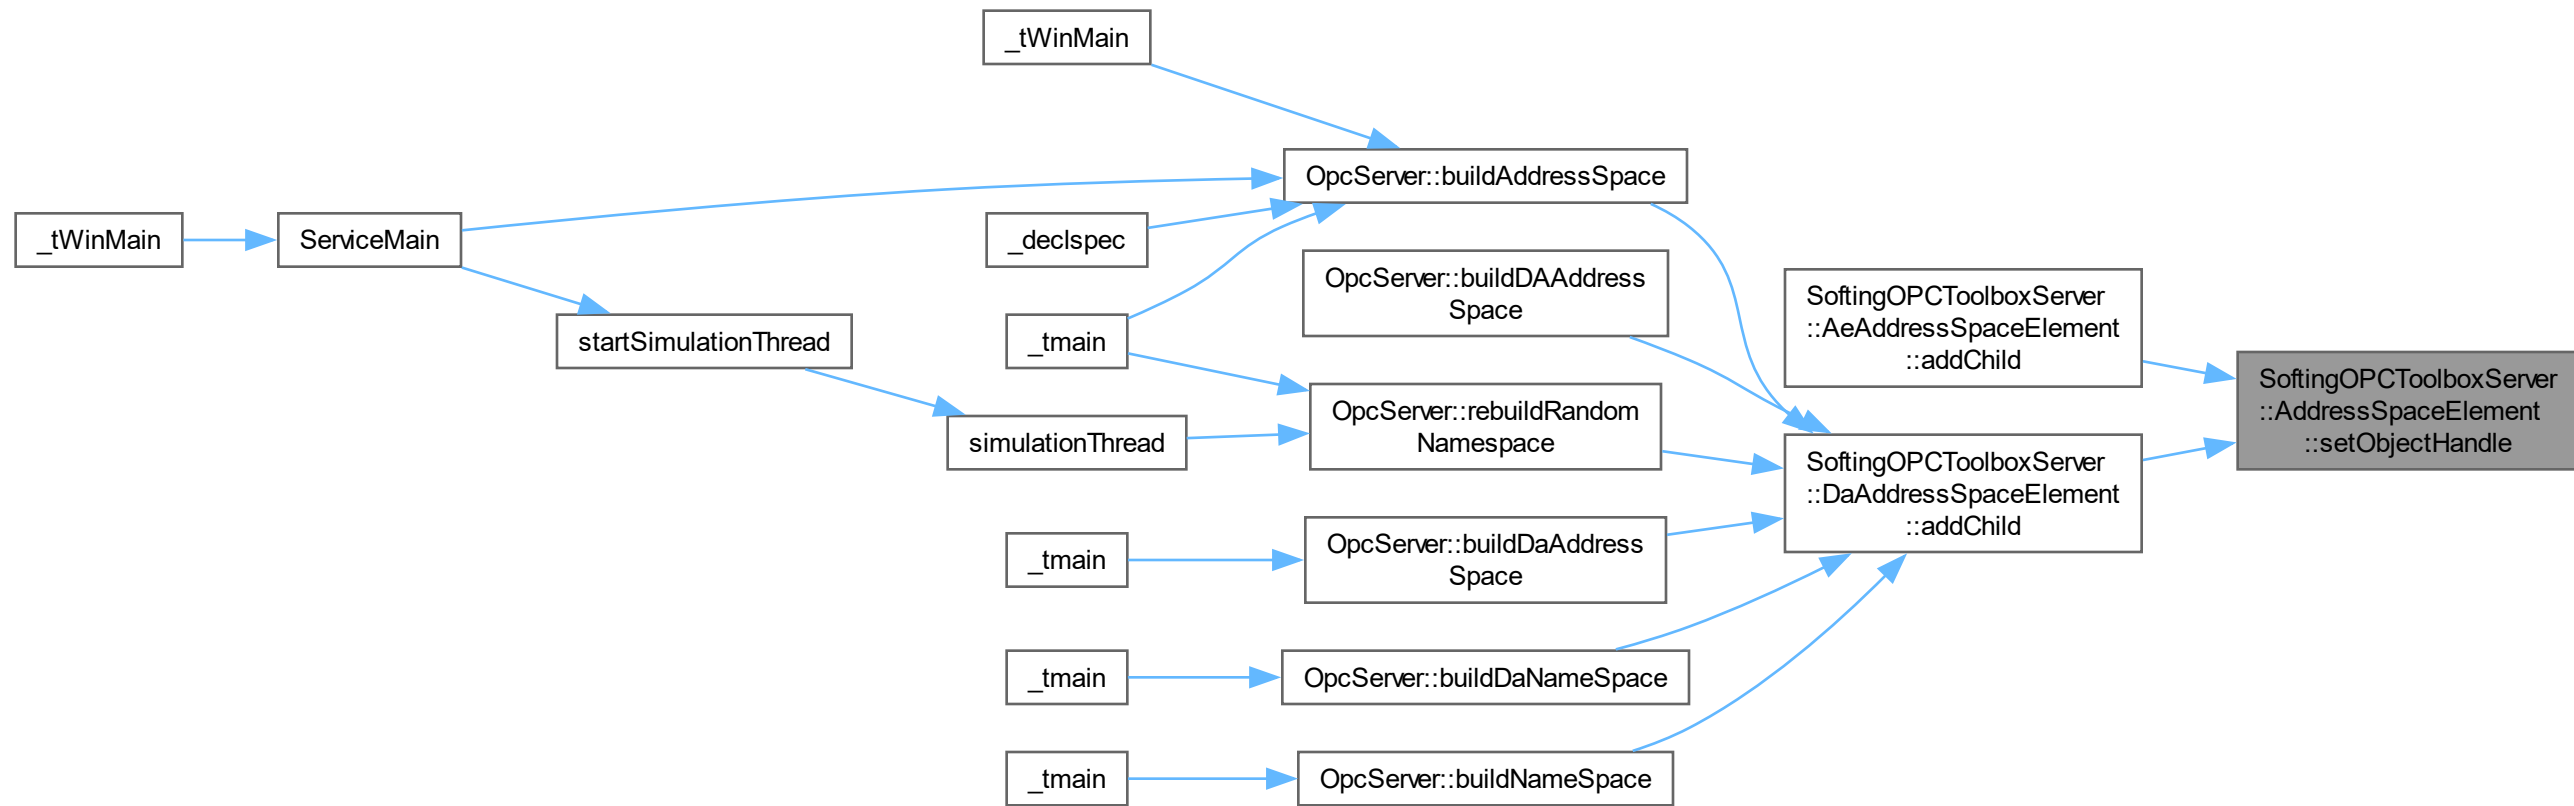 _tWinMain
OpcServer::buildAddressSpace
_declspec
_tWinMain
ServiceMain
OpcServer::buildDAAddress
Space
SoftingOPCToolboxServer
::AeAddressSpaceElement
::addChild
startSimulationThread
_tmain
SoftingOPCToolboxServer
::AddressSpaceElement
::setObjectHandle
OpcServer::rebuildRandom
Namespace
simulationThread
SoftingOPCToolboxServer
::DaAddressSpaceElement
::addChild
_tmain
OpcServer::buildDaAddress
Space
_tmain
OpcServer::buildDaNameSpace
_tmain
OpcServer::buildNameSpace